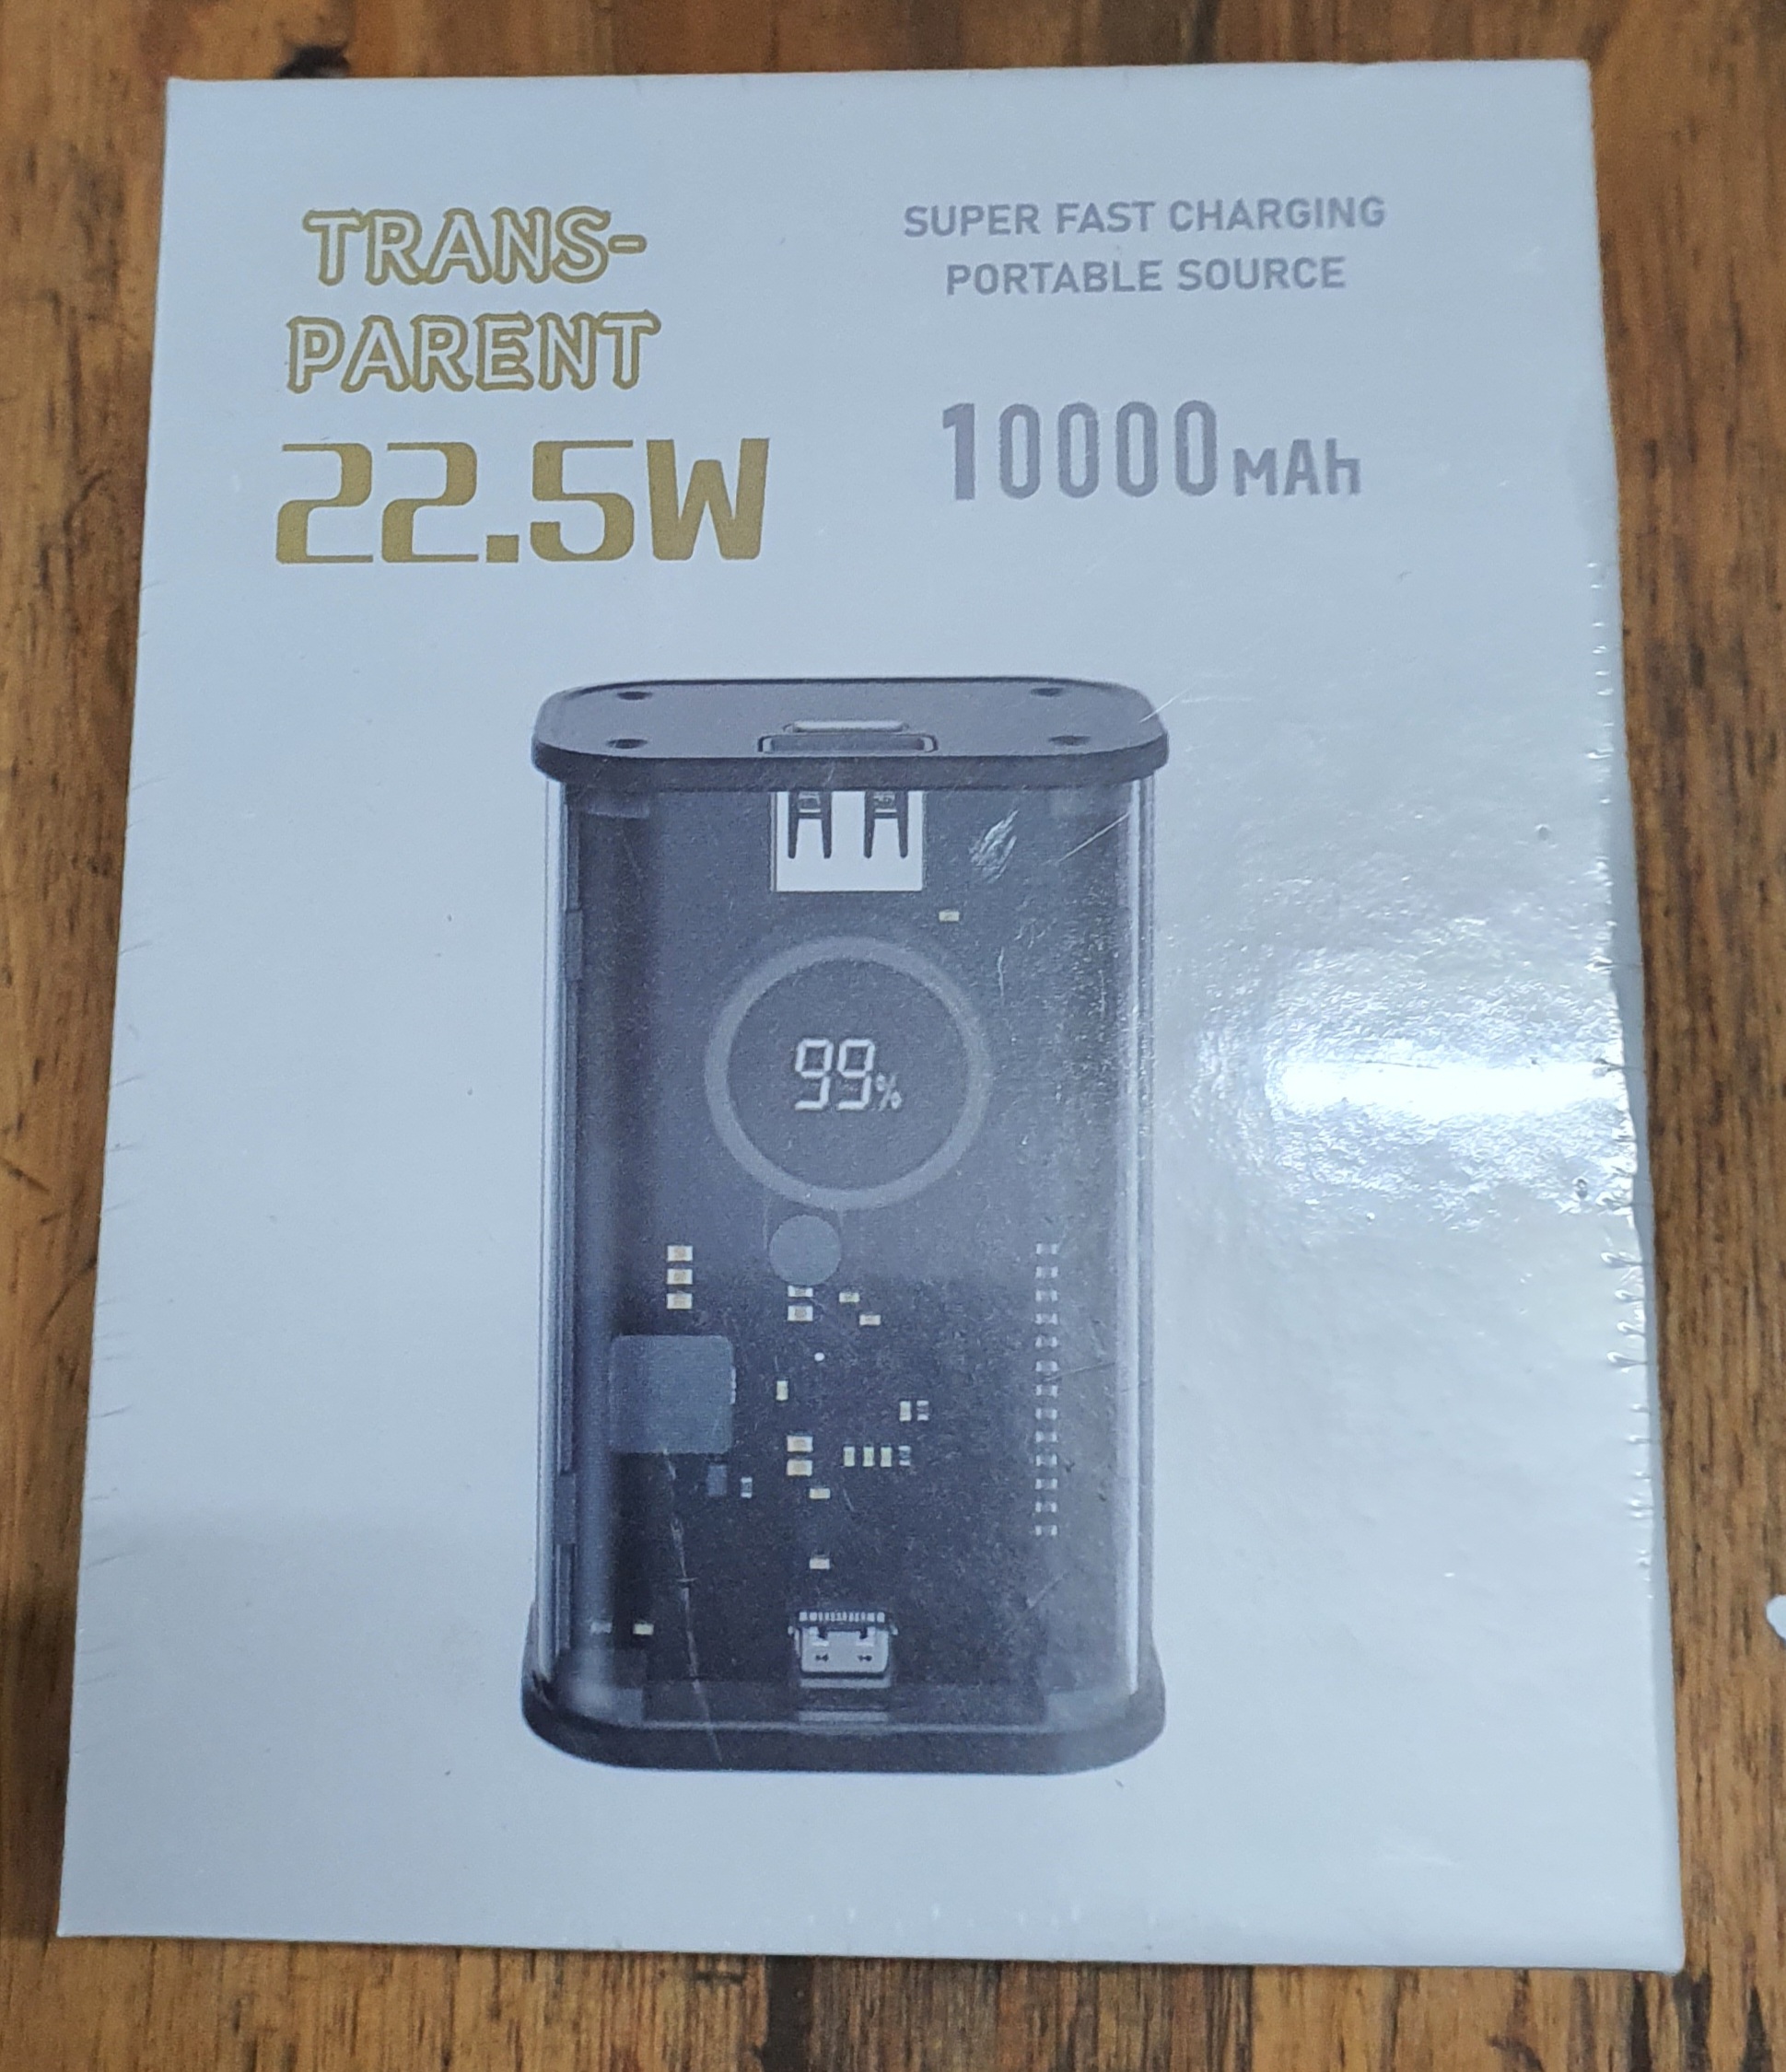 TRANS-
PARENT
22.5W
SUPER FAST CHARGING
PORTABLE SOURCE
10000MAh
99%